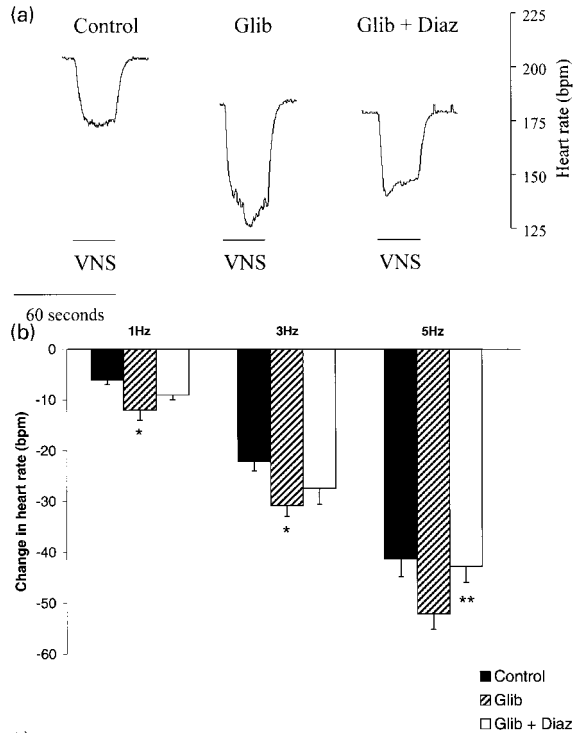 (a)
Control Glib Glib + Diaz
225
200
175
150
125
Heart rate (bpm)
VNS VNS VNS
60 seconds
(b)
1Hz 3Hz 5Hz
0
-10
-20
-30
-40
-50
-60
Change in heart rate (bpm)
*
*
**
Control
Glib
Glib + Diaz